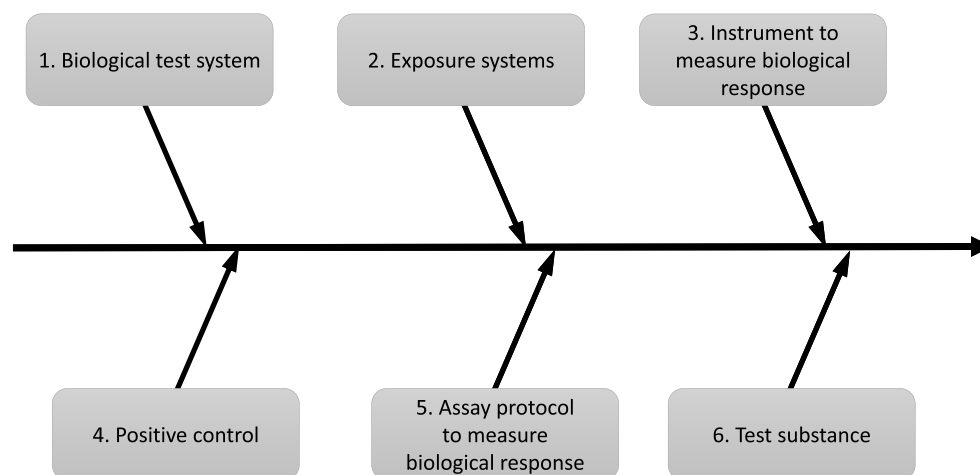 1. Biological test system
2. Exposure systems
3. Instrument to
measure biological
response
4. Positive control
5. Assay protocol
to measure
biological response
6. Test substance